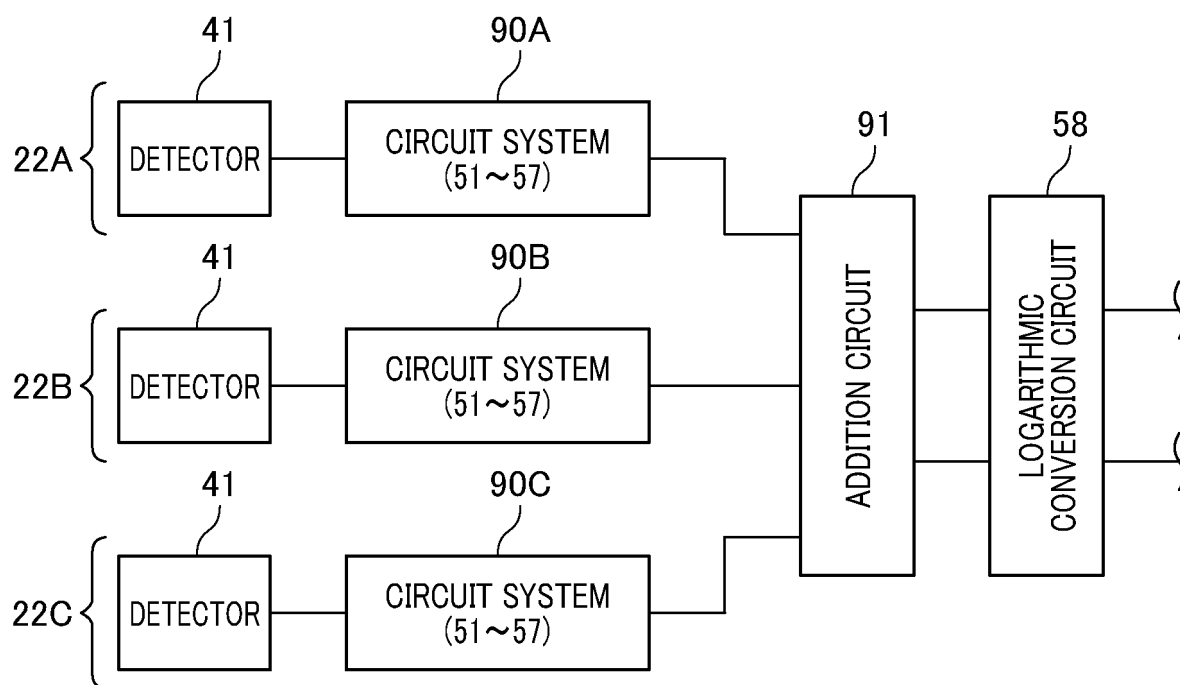 41
90A
22A
DETECTOR
CIRCUIT SYSTEM
(51~57)
91
58
41
90B
22B
DETECTOR
CIRCUIT SYSTEM
(51~57)
ADDITION CIRCUIT
LOGARITHMIC
CONVERSION CIRCUIT
41
90C
22C
DETECTOR
CIRCUIT SYSTEM
(51~57)